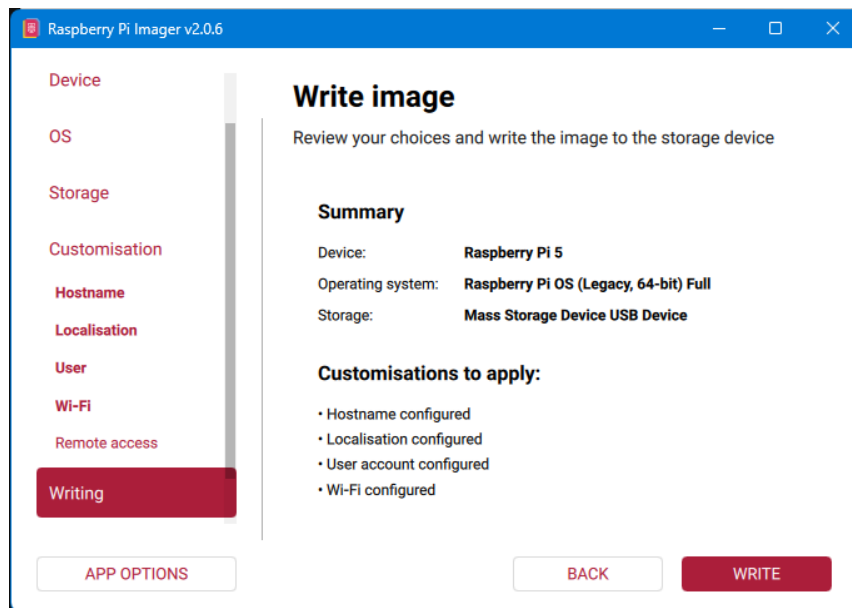 Raspberry Pi Imager v2.0.6
Device
OS
Storage
Customisation
Hostname
Localisation
User
Wi-Fi
Remote access
Writing
APP OPTIONS
Write image
Review your choices and write the image to the storage device
Summary
Device: Raspberry Pi 5
Operating system: Raspberry Pi OS (Legacy, 64-bit) Full
Storage: Mass Storage Device USB Device
Customisations to apply:
• Hostname configured
• Localisation configured
• User account configured
• Wi-Fi configured
BACK
WRITE